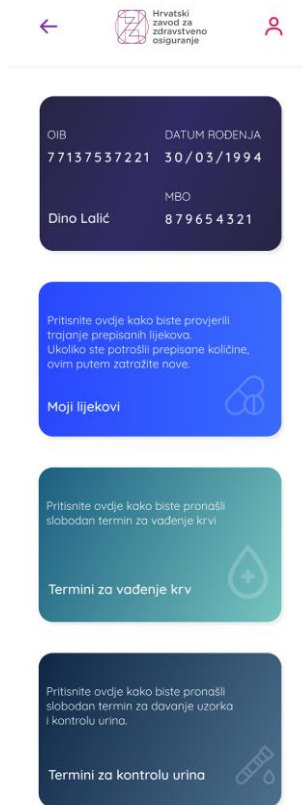 Hrvatski
zavod za
zdravstveno
osiguranje
OIB
77137537221
DATUM ROĐENJA
30/03/1994
MBO
879654321
Dino Lalić
Pritisnite ovdje kako biste provjerili
trajanje prepisanih lijekova.
Ukoliko ste potrošlii prepisane količine,
ovim putem zatražite nove.
Moji lijekovi
Pritisnite ovdje kako biste pronašli
slobodan termin za vađenje krvi
Termini za vađenje krv
Pritisnite ovdje kako biste pronašli
slobodan termin za davanje uzorka
i kontrolu urina.
Termini za kontrolu urina